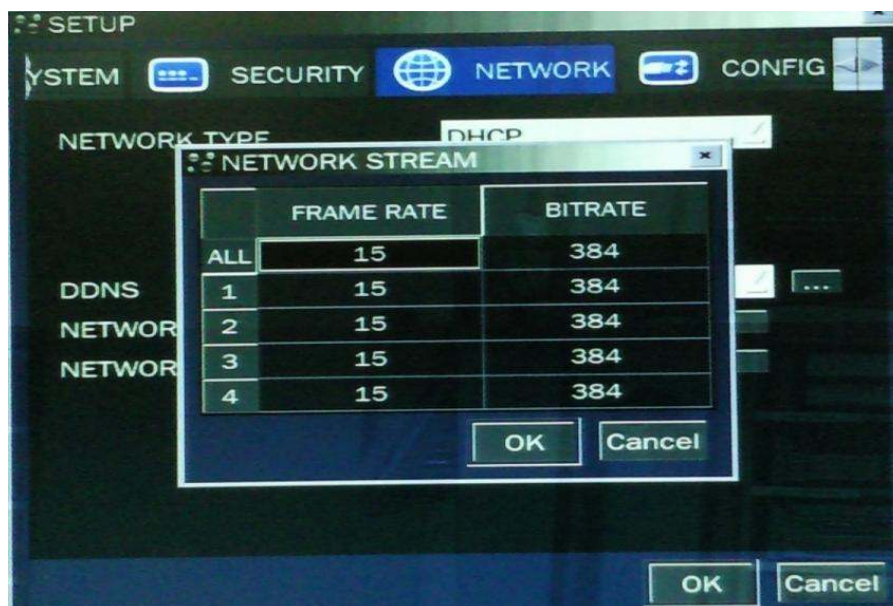 SETUP
YSTEM SECURITY NETWORK CONFIG
NETWORK TYPE DHCP
NETWORK STREAM
FRAME RATE BITRATE
ALL 15 384
DDNS 1 15 384 ...
NETWOR 2 15 384
NETWOR 3 15 384
4 15 384
OK Cancel
OK Cancel